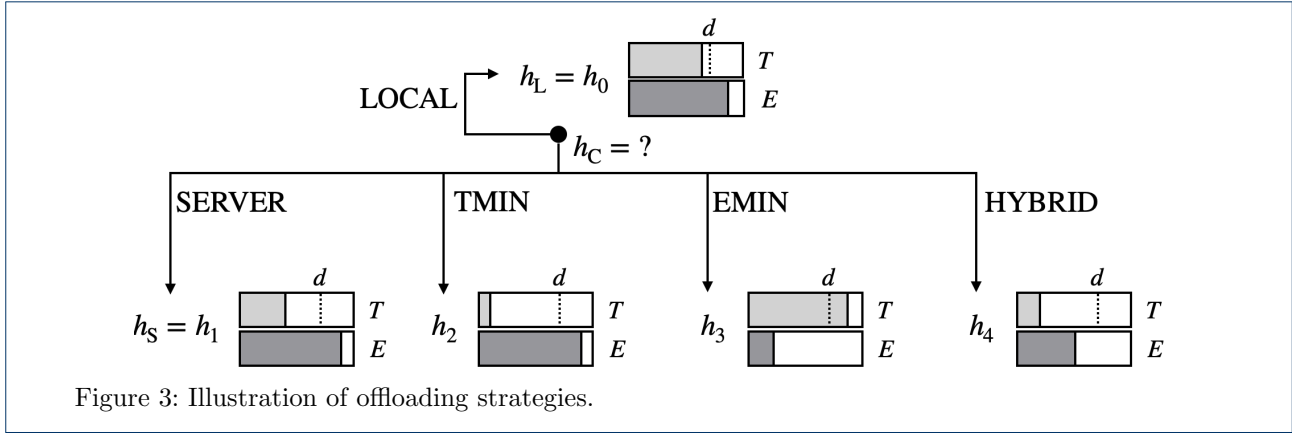 d
h_L = h_0
T
LOCAL
E
h_C = ?
SERVER
TMIN
EMIN
HYBRID
d
d
d
d
h_S = h_1
T
h_2
T
h_3
T
h_4
T
E
E
E
E
Figure 3: Illustration of offloading strategies.